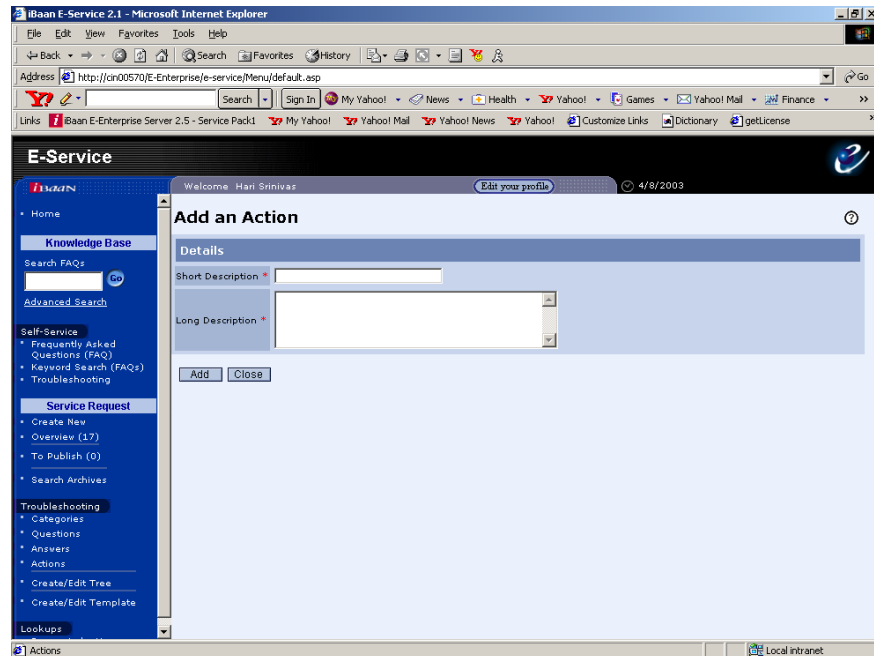 iBaan E-Service 2.1 - Microsoft Internet Explorer
File Edit View Favorites Tools Help
Back Search Favorites History
Address http://cin00570/E-Enterprise/e-service/Menu/default.asp Go
Y! Search Sign In My Yahoo! News Health Yahoo! Games Yahoo! Mail Finance »
Links iBaan E-Enterprise Server 2.5 - Service Pack1 My Yahoo! Yahoo! Mail Yahoo! News Yahoo! Customize Links Dictionary getLicense »
E-Service
iBaan Welcome Hari Srinivas Edit your profile 4/8/2003
Home
Add an Action ?
Knowledge Base
Details
Search FAQs
Go
Short Description *
Advanced Search
Long Description *
Self-Service
Frequently Asked
Questions (FAQ)
Keyword Search (FAQs)
Troubleshooting
Add Close
Service Request
Create New
Overview (17)
To Publish (0)
Search Archives
Troubleshooting
Categories
Questions
Answers
Actions
Create/Edit Tree
Create/Edit Template
Lookups
Actions Local intranet